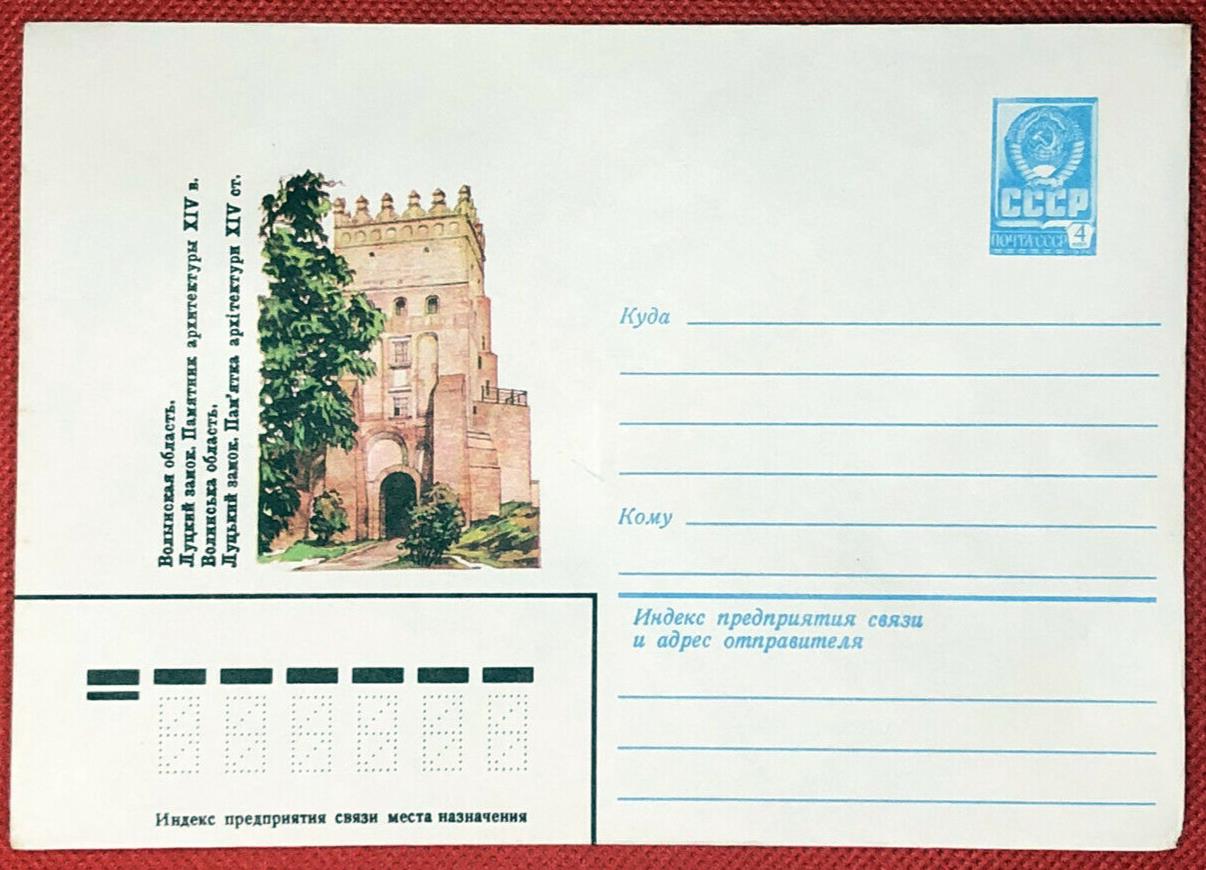 Волынская область.
Луцкий замок. Памятник архитектуры XIV в.
Волинська область.
Луцький замок. Пам'ятка архітектури XIV ст.
СССР
ПОЧТА СССР 4
Куда
Кому
Индекс предприятия связи
и адрес отправителя
Индекс предприятия связи места назначения